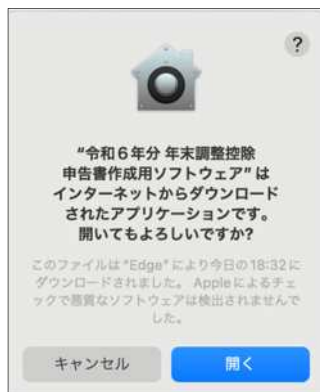 ?
“令和6年分 年末調整控除
申告書作成用ソフトウェア”は
インターネットからダウンロード
されたアプリケーションです。
開いてもよろしいですか?
このファイルは“Edge”により今日の18:32に
ダウンロードされました。Appleによるチェ
ックで悪質なソフトウェアは検出されませんで
した。
キャンセル
開く